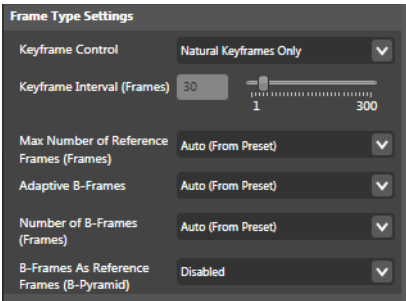 Frame Type Settings
Keyframe Control
Natural Keyframes Only
Keyframe Interval (Frames)
30
1
300
Max Number of Reference
Frames (Frames)
Auto (From Preset)
Adaptive B-Frames
Auto (From Preset)
Number of B-Frames
(Frames)
Auto (From Preset)
B-Frames As Reference
Frames (B-Pyramid)
Disabled